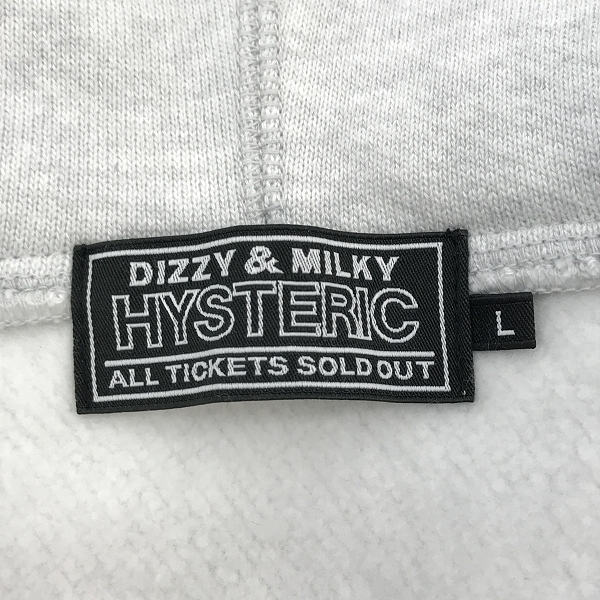 DIZZY & MILKY
HYSTERIC
ALL TICKETS SOLD OUT
L